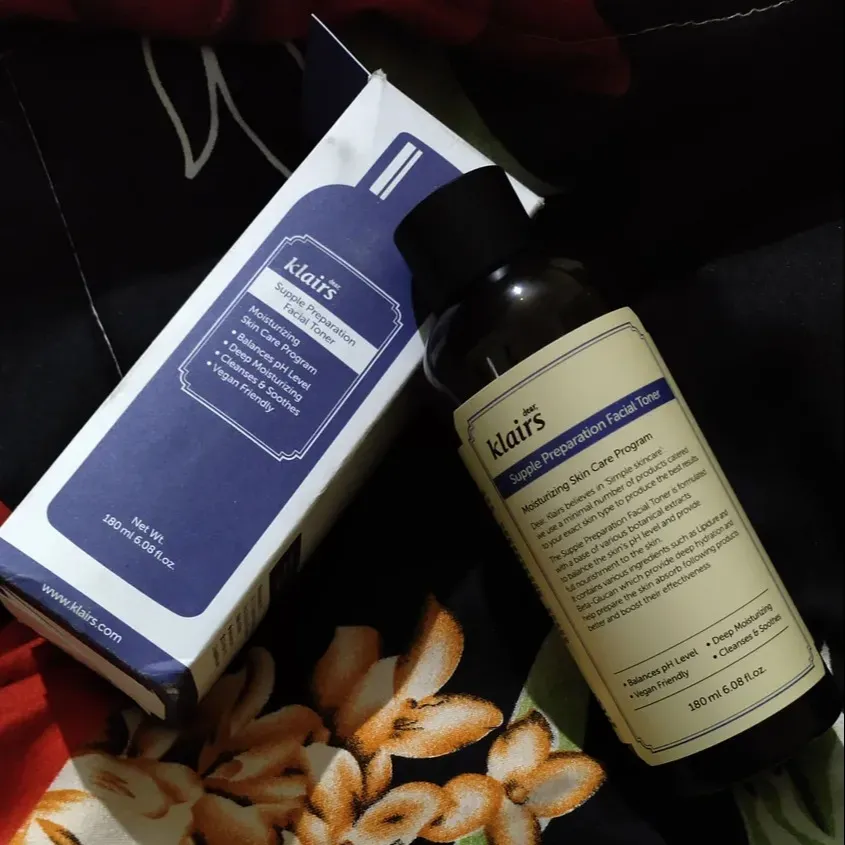 dear,
klairs
Supple Preparation
Facial Toner
Moisturizing
Skin Care Program
• Balances pH Level
• Deep Moisturizing
• Cleanses & Soothes
• Vegan Friendly
Net Wt.
180 ml 6.08 fl.oz.
www.klairs.com
dear,
klairs
Supple Preparation Facial Toner
Moisturizing Skin Care Program
Dear, Klairs believes in 'Simple skincare'
we use a minimal number of products catered
to your exact skin type to produce the best results
The Supple Preparation Facial Toner is formulated
with a base of various botanical extracts
to balance the skin's pH level and provide
full nourishment to the skin.
It contains various ingredients such as Lipidure and
Beta-Glucan which provide deep hydration and
help prepare the skin absorb following products
better and boost their effectiveness
• Balances pH Level • Deep Moisturizing
• Vegan Friendly • Cleanses & Soothes
180 ml 6.08 fl.oz.